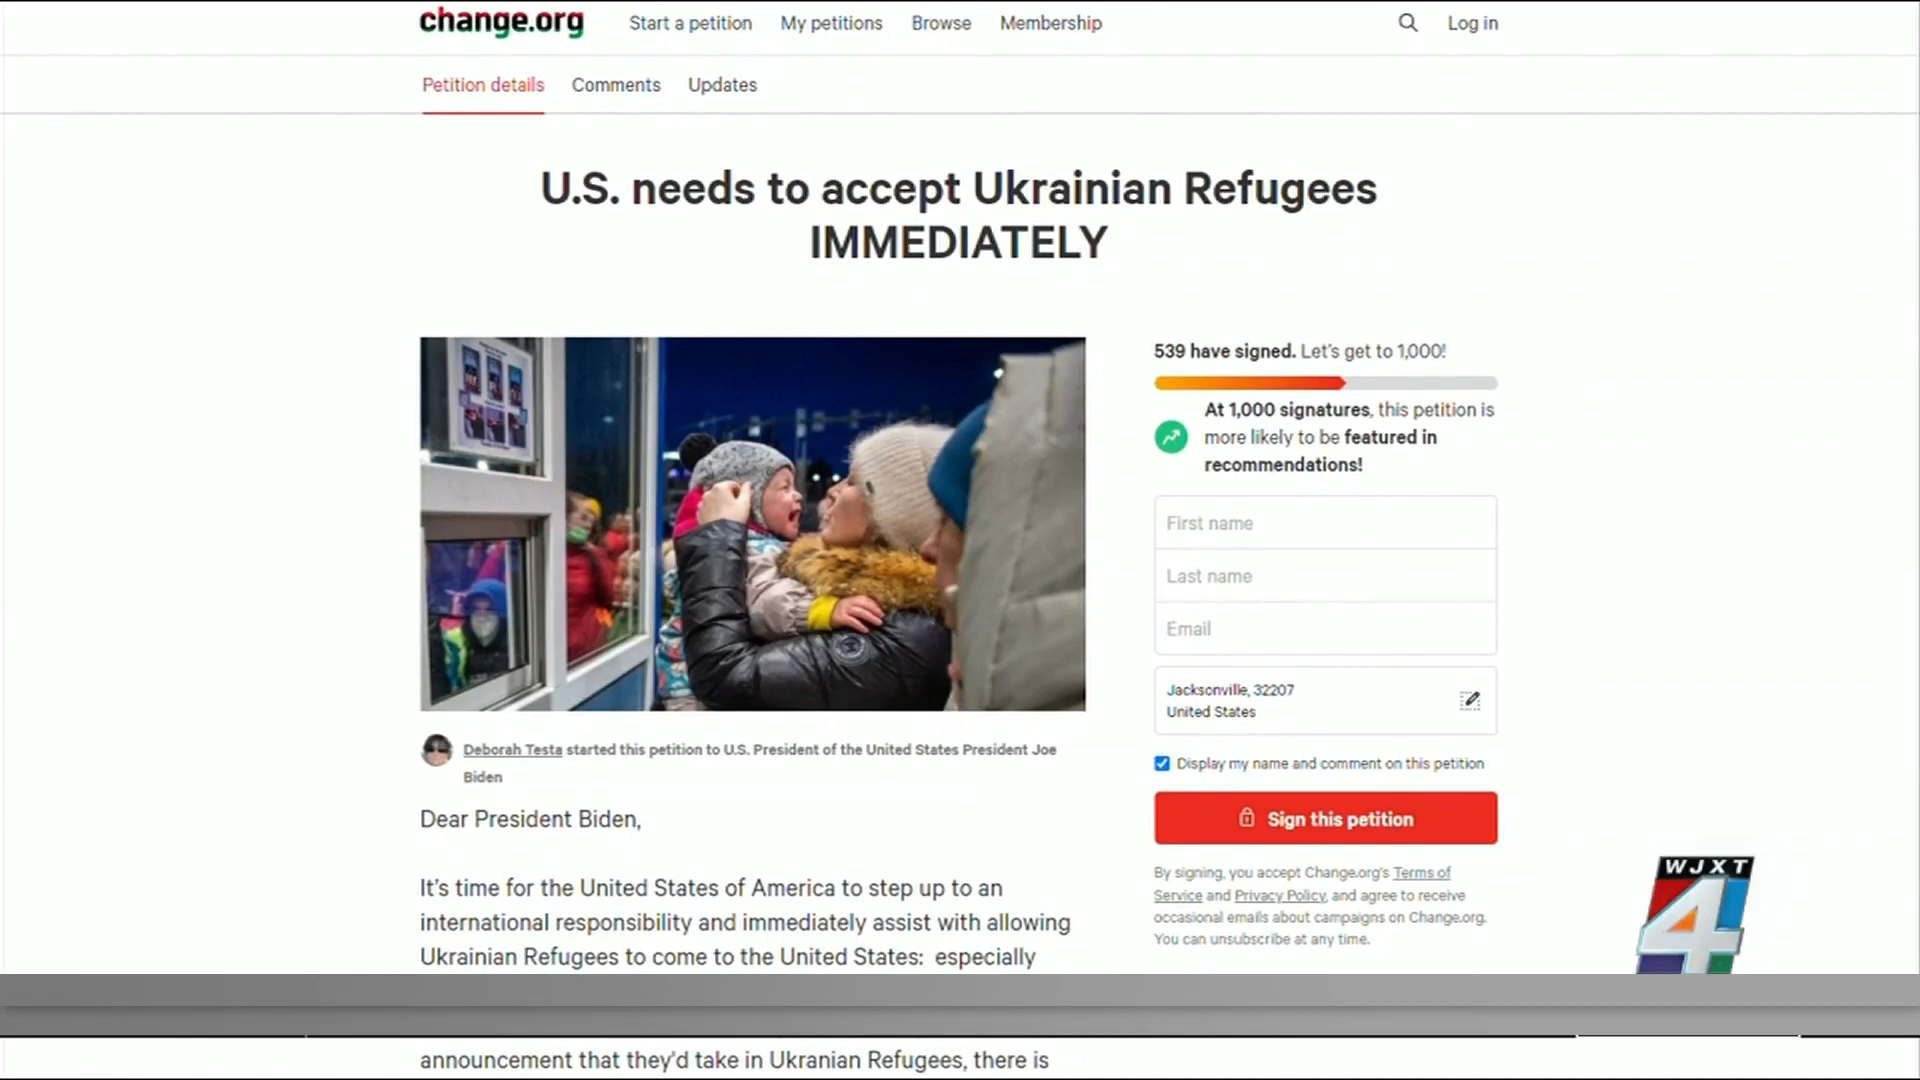 change.org
Start a petition
My petitions
Browse
Membership
Log in
Petition details
Comments
Updates
U.S. needs to accept Ukrainian Refugees
IMMEDIATELY
539 have signed. Let's get to 1,000!
At 1,000 signatures, this petition is
more likely to be featured in
recommendations!
First name
Last name
Email
Jacksonville, 32207
United States
Display my name and comment on this petition
Sign this petition
By signing, you accept Change.org's Terms of
Service and Privacy Policy, and agree to receive
occasional emails about campaigns on Change.org.
You can unsubscribe at any time.
Deborah Testa started this petition to U.S. President of the United States President Joe
Biden
Dear President Biden,
It's time for the United States of America to step up to an
international responsibility and immediately assist with allowing
Ukrainian Refugees to come to the United States: especially
announcement that they'd take in Ukranian Refugees, there is
WJXT
4